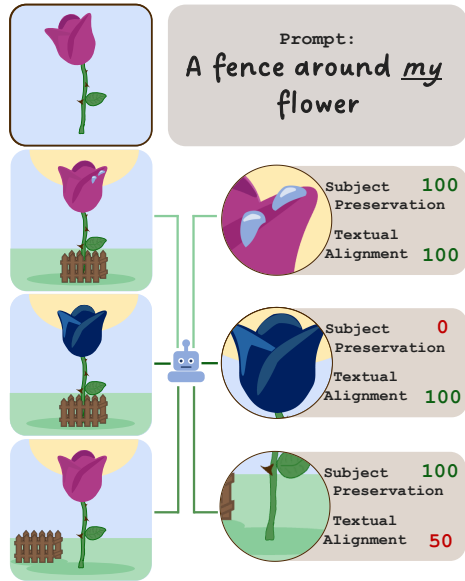 Prompt:
A fence around my
flower
Subject 100
Preservation
Textual
Alignment 100
Subject 0
Preservation
Textual
Alignment 100
Subject 100
Preservation
Textual
Alignment 50